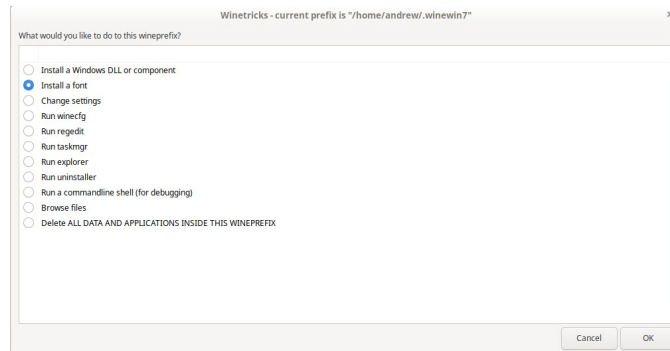 Winetricks - current prefix is "/home/andrew/.winewin7"
What would you like to do to this wineprefix?
Install a Windows DLL or component
Install a font
Change settings
Run winecfg
Run regedit
Run taskmgr
Run explorer
Run uninstaller
Run a commandline shell (for debugging)
Browse files
Delete ALL DATA AND APPLICATIONS INSIDE THIS WINEPREFIX
Cancel OK